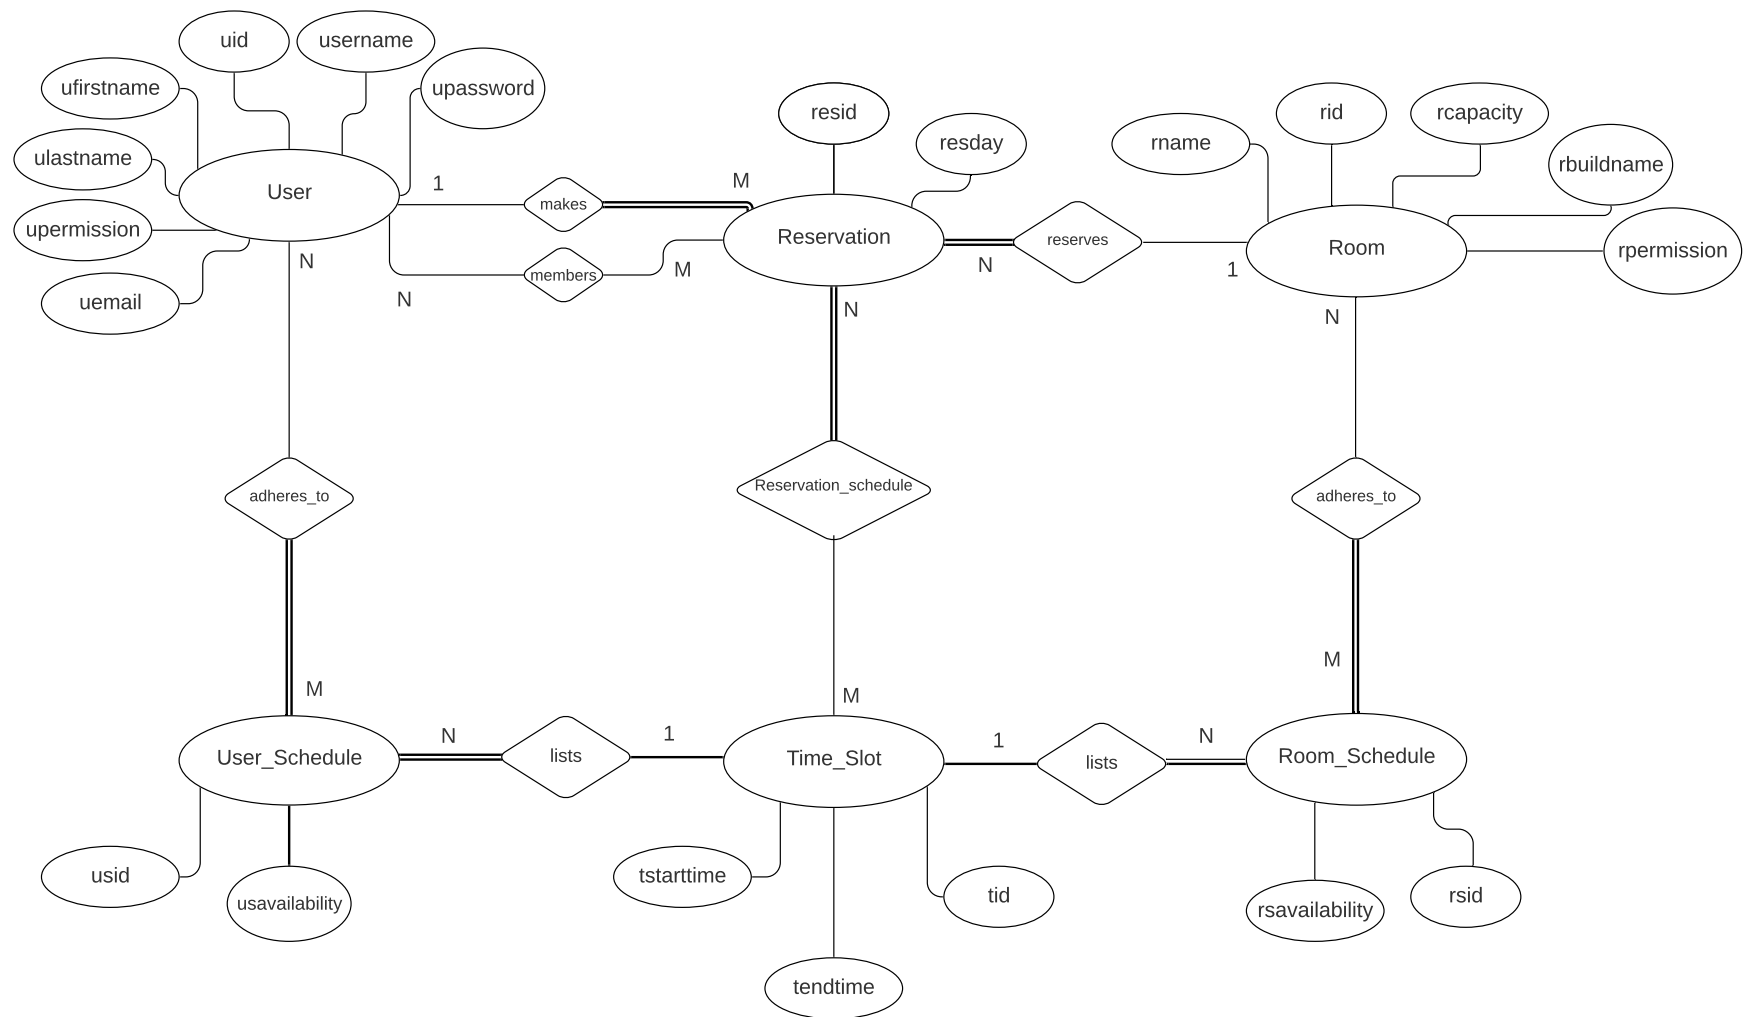 uid
username
ufirstname
upassword
resid
rid
rcapacity
resday
rname
ulastname
rbuildname
User
1
M
makes
upermission
Reservation
reserves
Room
rpermission
N
members
M
N
1
uemail
N
N
N
adheres_to
Reservation_schedule
adheres_to
M
M
M
User_Schedule
N
lists
1
Time_Slot
1
lists
N
Room_Schedule
usid
usavailability
tstarttime
tid
rsavailability
rsid
tendtime